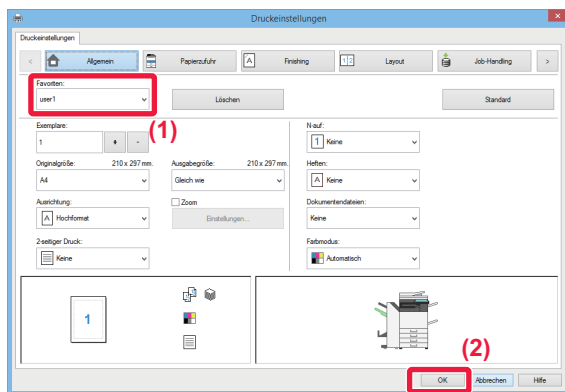 Druckeinstellungen
Druckeinstellungen
Allgemein Papierzufuhr A Finishing 12 Layout Job-Handling
Favoriten:
user1 Löschen Standard
(1)
Exemplare: N-auf:
1 + - 1 Keine
Originalgröße: 210 x 297 mm. Ausgabegröße: 210 x 297 mm. Heften:
A4 Gleich wie A Keine
Ausrichtung: Zoom Dokumentendateien:
A Hochformat Einstellungen... Keine
2-seitiger Druck: Farbmodus:
Keine Automatisch
1
(2)
OK Abbrechen Hilfe